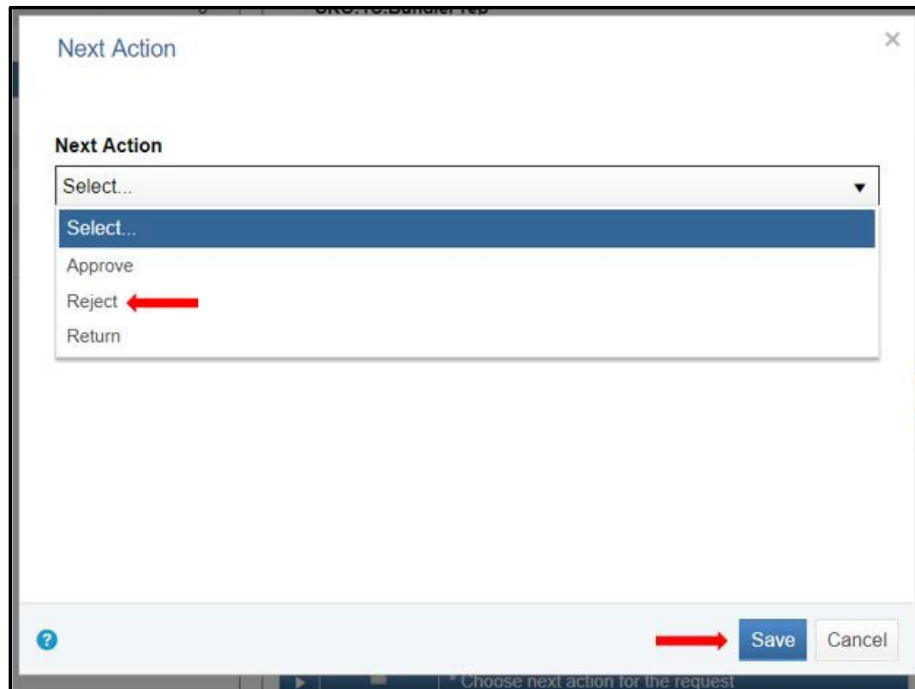 Next Action
×
Next Action
Select...
Select...
Approve
Reject
Return
?
Save
Cancel
* Choose next action for the request